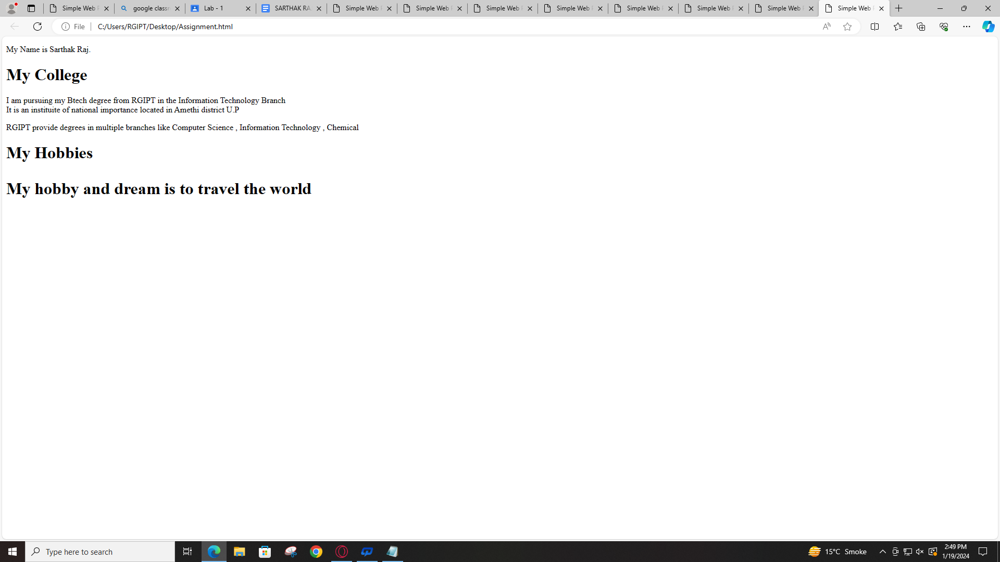 Simple Web P
google classr
Lab - 1
SARTHAK RA
Simple Web P
Simple Web P
Simple Web P
Simple Web P
Simple Web P
Simple Web P
Simple Web P
Simple Web P
File
C:/Users/RGIPT/Desktop/Assignment.html
My Name is Sarthak Raj.
My College
I am pursuing my Btech degree from RGIPT in the Information Technology Branch
It is an instituite of national importance located in Amethi district U.P
RGIPT provide degrees in multiple branches like Computer Science , Information Technology , Chemical
My Hobbies
My hobby and dream is to travel the world
Type here to search
15°C Smoke
2:49 PM
1/19/2024